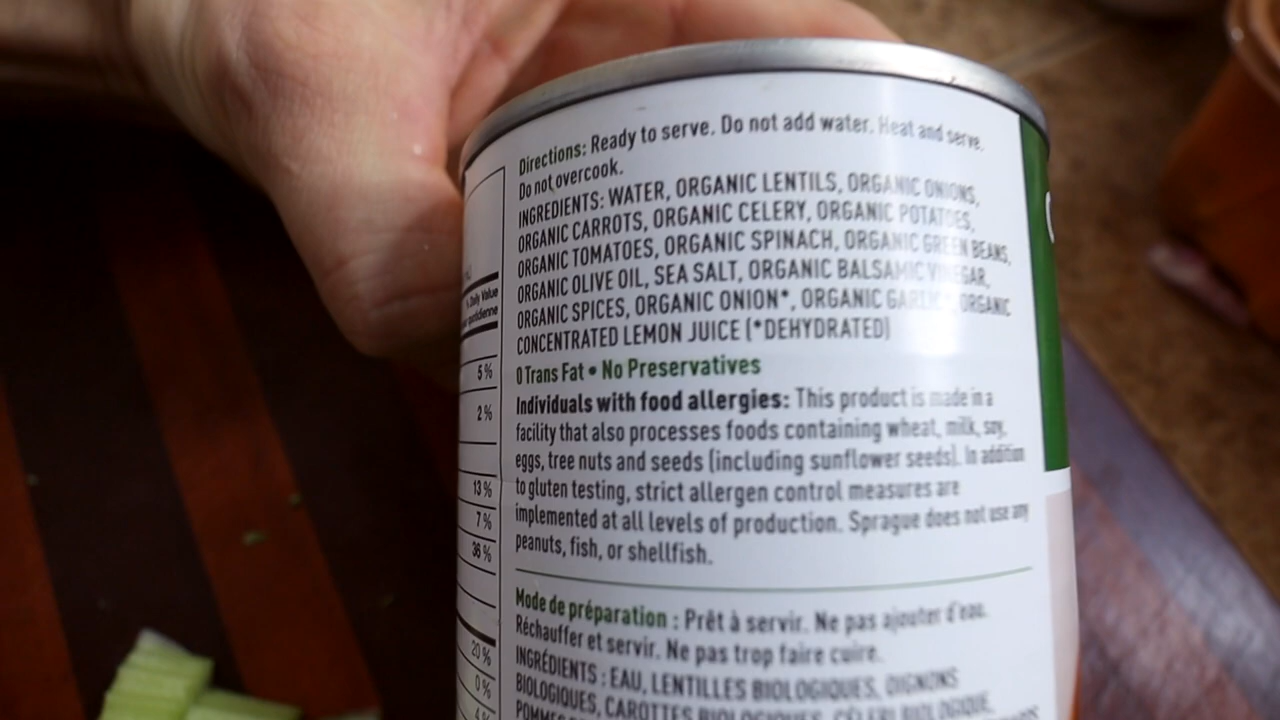 Directions: Ready to serve. Do not add water. Heat and serve.
Do not overcook.
INGREDIENTS: WATER, ORGANIC LENTILS, ORGANIC ONIONS,
ORGANIC CARROTS, ORGANIC CELERY, ORGANIC POTATOES,
ORGANIC TOMATOES, ORGANIC SPINACH, ORGANIC GREEN BEANS,
ORGANIC OLIVE OIL, SEA SALT, ORGANIC BALSAMIC VINEGAR,
ORGANIC SPICES, ORGANIC ONION*, ORGANIC GARLIC*, ORGANIC
CONCENTRATED LEMON JUICE (*DEHYDRATED)
0 Trans Fat • No Preservatives
Individuals with food allergies: This product is made in a
facility that also processes foods containing wheat, milk, soy,
eggs, tree nuts and seeds (including sunflower seeds). In addition
to gluten testing, strict allergen control measures are
implemented at all levels of production. Sprague does not use any
peanuts, fish, or shellfish.
Mode de préparation : Prêt à servir. Ne pas ajouter d'eau.
Réchauffer et servir. Ne pas trop faire cuire.
INGRÉDIENTS : EAU, LENTILLES BIOLOGIQUES, OIGNONS
BIOLOGIQUES, CAROTTES BIOLOGIQUES, CÉLERI BIOLOGIQUE,
% Daily Value
5 %
2 %
13 %
7 %
36 %
20 %
0 %